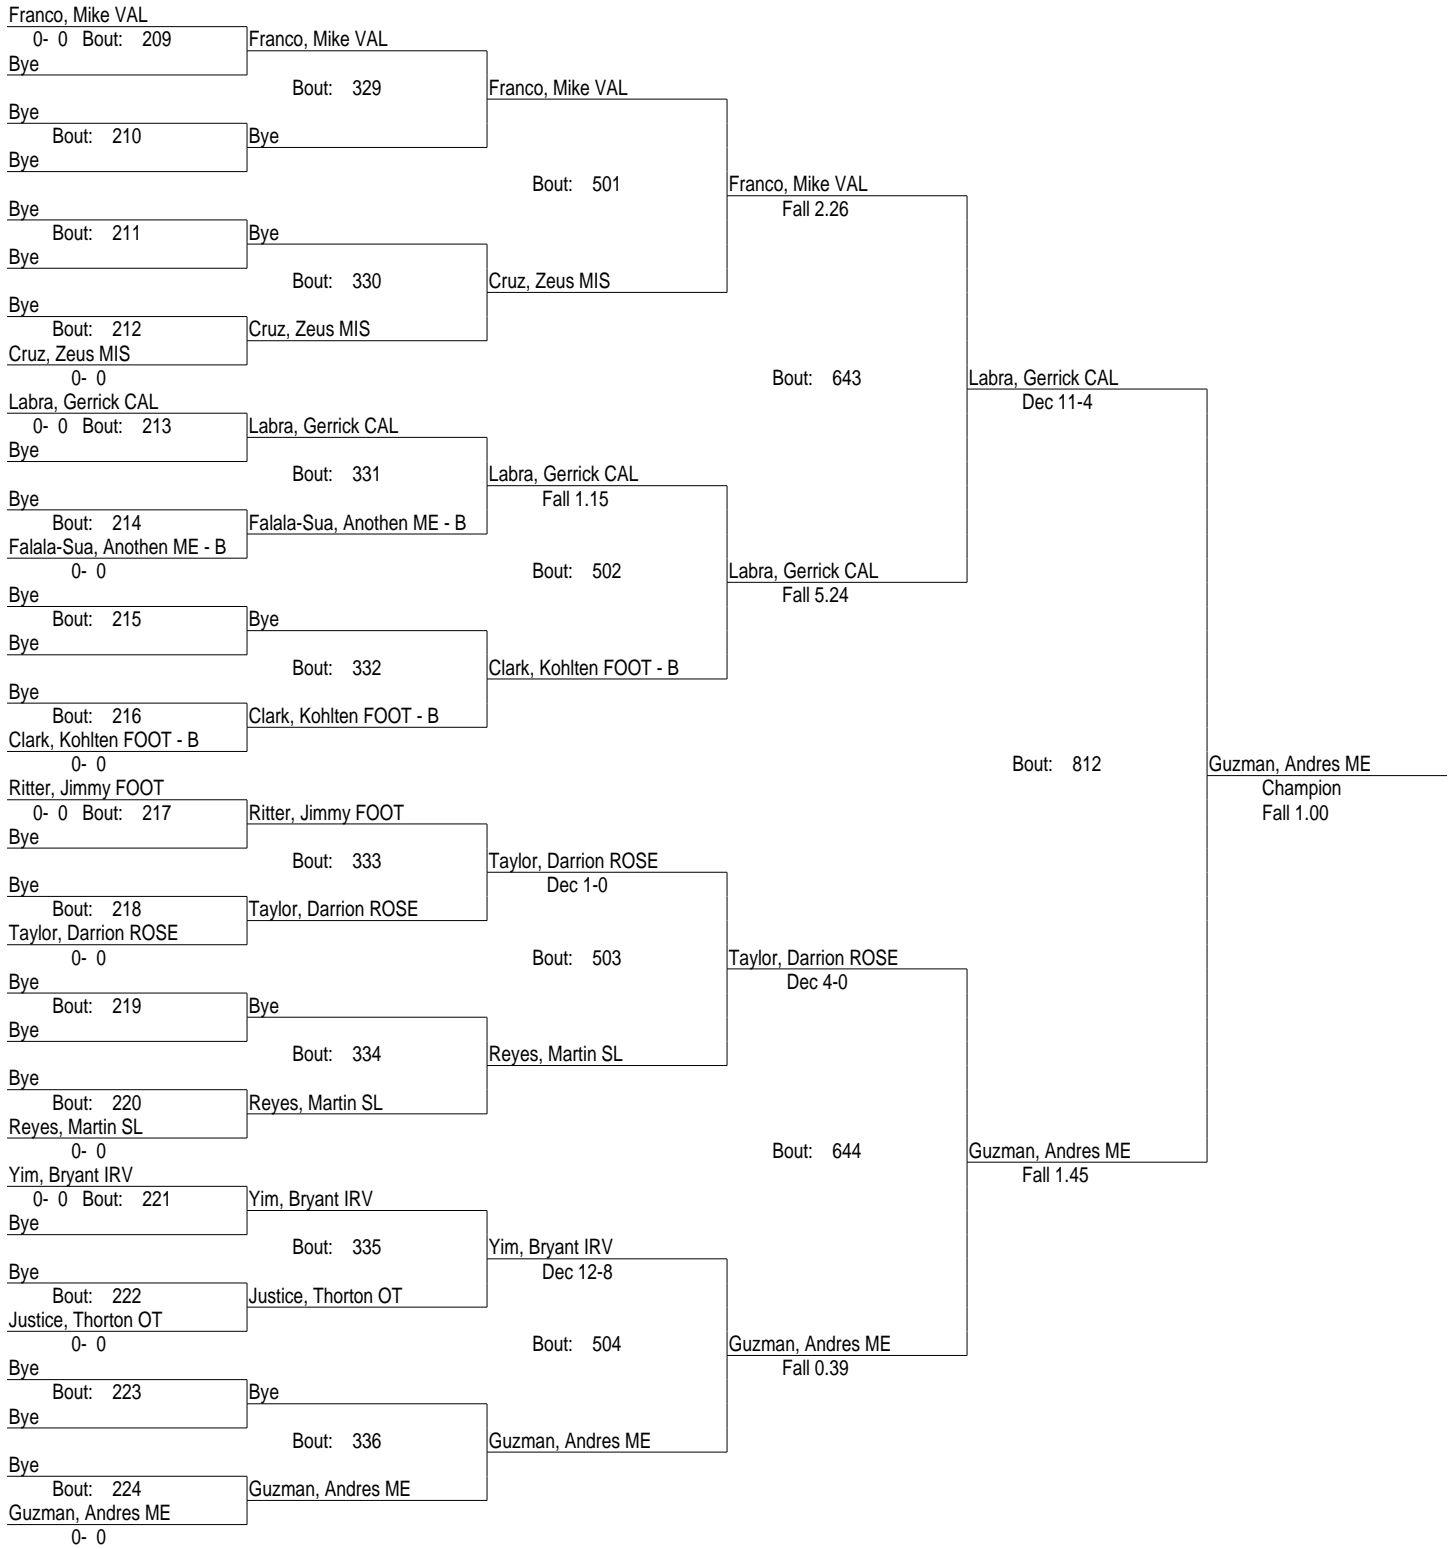 Franco, Mike VAL
0- 0 Bout: 209 Franco, Mike VAL
Bye
Bout: 329 Franco, Mike VAL
Bye
Bout: 210 Bye
Bye
Bout: 501 Franco, Mike VAL
Bye Fall 2.26
Bout: 211 Bye
Bye
Bout: 330 Cruz, Zeus MIS
Bye
Bout: 212 Cruz, Zeus MIS
Cruz, Zeus MIS
0- 0 Bout: 643 Labra, Gerrick CAL
Labra, Gerrick CAL Dec 11-4
0- 0 Bout: 213 Labra, Gerrick CAL
Bye
Bout: 331 Labra, Gerrick CAL
Bye Fall 1.15
Bout: 214 Falala-Sua, Anothen ME - B
Falala-Sua, Anothen ME - B
0- 0 Bout: 502 Labra, Gerrick CAL
Bye Fall 5.24
Bout: 215 Bye
Bye
Bout: 332 Clark, Kohlten FOOT - B
Bye
Bout: 216 Clark, Kohlten FOOT - B
Clark, Kohlten FOOT - B
0- 0 Bout: 812 Guzman, Andres ME
Ritter, Jimmy FOOT Champion
0- 0 Bout: 217 Ritter, Jimmy FOOT Fall 1.00
Bye
Bout: 333 Taylor, Darrion ROSE
Bye Dec 1-0
Bout: 218 Taylor, Darrion ROSE
Taylor, Darrion ROSE
0- 0 Bout: 503 Taylor, Darrion ROSE
Bye Dec 4-0
Bout: 219 Bye
Bye
Bout: 334 Reyes, Martin SL
Bye
Bout: 220 Reyes, Martin SL
Reyes, Martin SL
0- 0 Bout: 644 Guzman, Andres ME
Yim, Bryant IRV Fall 1.45
0- 0 Bout: 221 Yim, Bryant IRV
Bye
Bout: 335 Yim, Bryant IRV
Bye Dec 12-8
Bout: 222 Justice, Thorton OT
Justice, Thorton OT
0- 0 Bout: 504 Guzman, Andres ME
Bye Fall 0.39
Bout: 223 Bye
Bye
Bout: 336 Guzman, Andres ME
Bye
Bout: 224 Guzman, Andres ME
Guzman, Andres ME
0- 0